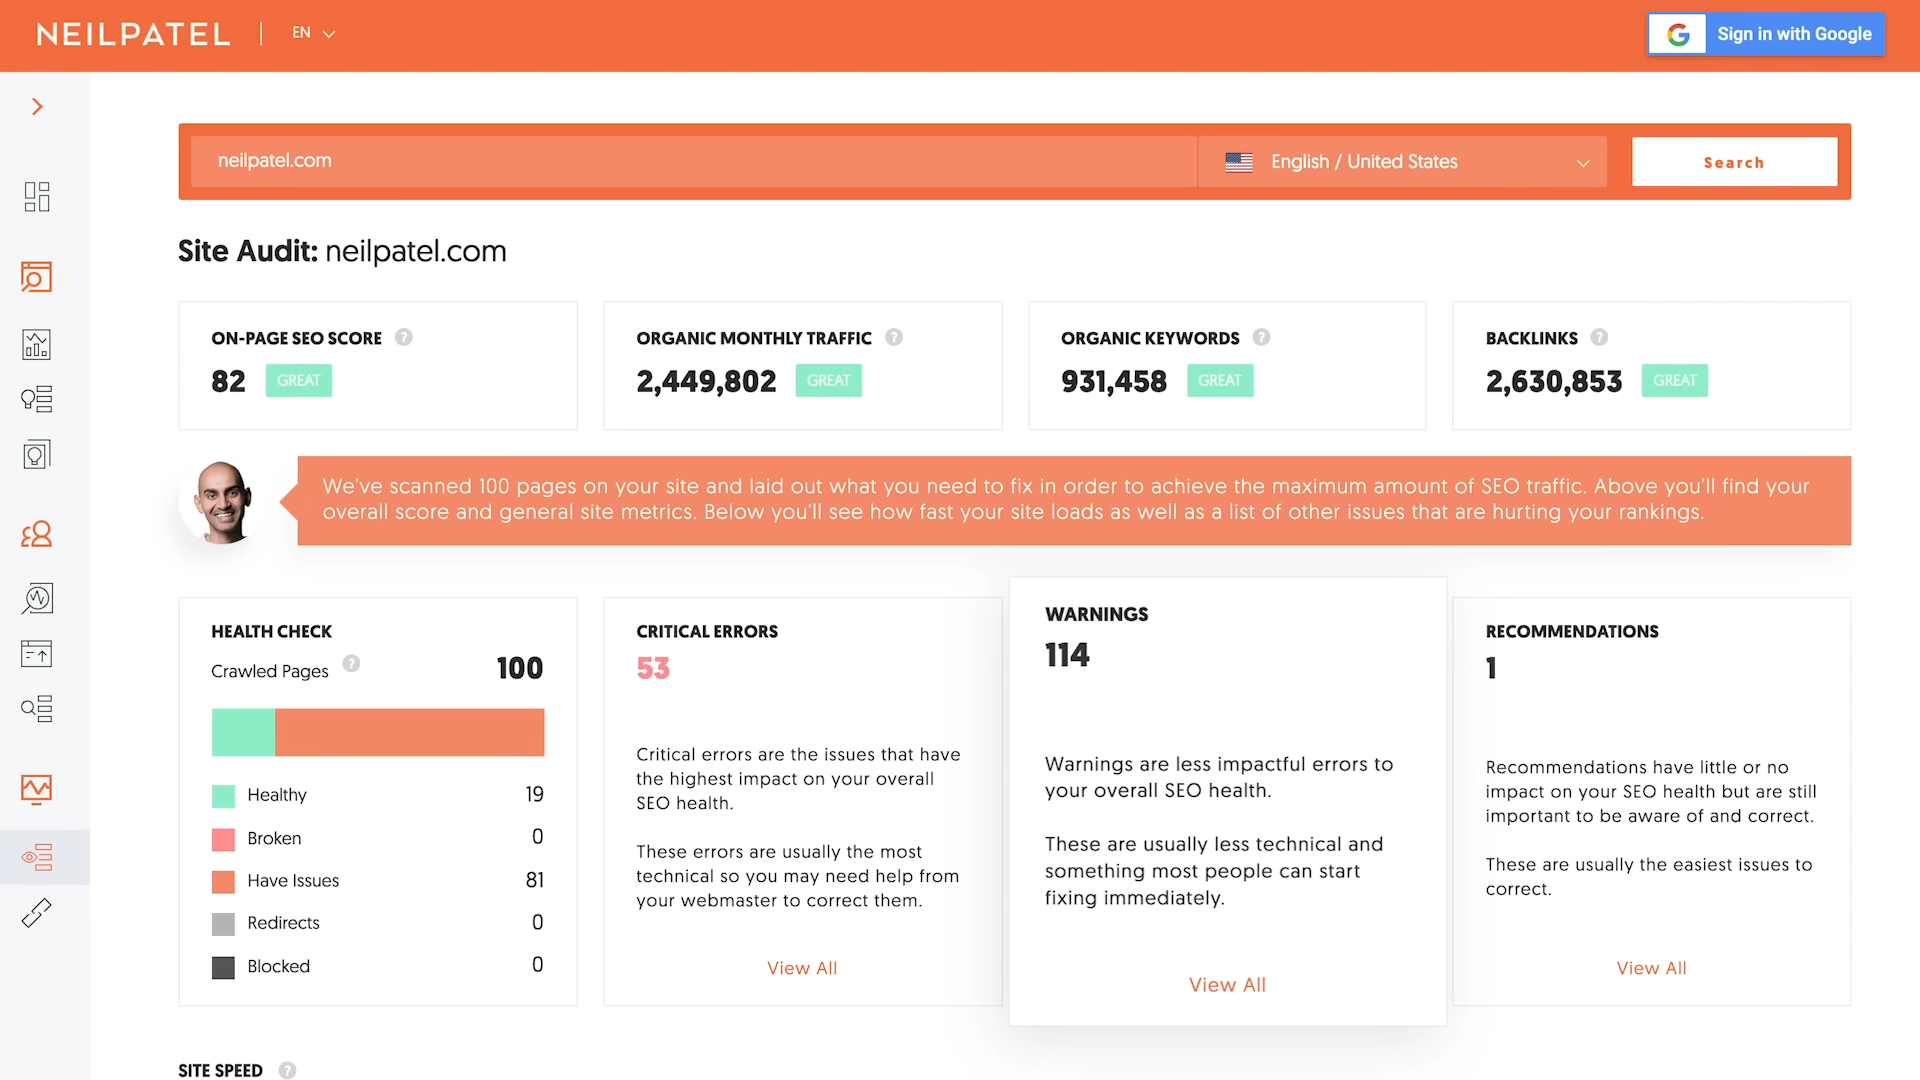 NEILPATEL
EN
Sign in with Google
neilpatel.com
English / United States
Search
Site Audit: neilpatel.com
ON-PAGE SEO SCORE ?
82 GREAT
ORGANIC MONTHLY TRAFFIC ?
2,449,802 GREAT
ORGANIC KEYWORDS ?
931,458 GREAT
BACKLINKS ?
2,630,853 GREAT
We've scanned 100 pages on your site and laid out what you need to fix in order to achieve the maximum amount of SEO traffic. Above you'll find your
overall score and general site metrics. Below you'll see how fast your site loads as well as a list of other issues that are hurting your rankings.
HEALTH CHECK
Crawled Pages ? 100
Healthy 19
Broken 0
Have Issues 81
Redirects 0
Blocked 0
CRITICAL ERRORS
53
Critical errors are the issues that have
the highest impact on your overall
SEO health.
These errors are usually the most
technical so you may need help from
your webmaster to correct them.
View All
WARNINGS
114
Warnings are less impactful errors to
your overall SEO health.
These are usually less technical and
something most people can start
fixing immediately.
View All
RECOMMENDATIONS
1
Recommendations have little or no
impact on your SEO health but are still
important to be aware of and correct.
These are usually the easiest issues to
correct.
View All
SITE SPEED ?